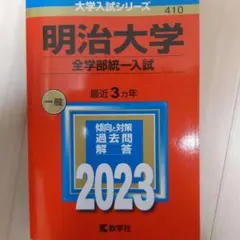 大学入試シリーズ
410
明治大学
全学部統一入試
一般
最近3ヵ年
傾向と対策
過去問
解答
2023
教学社